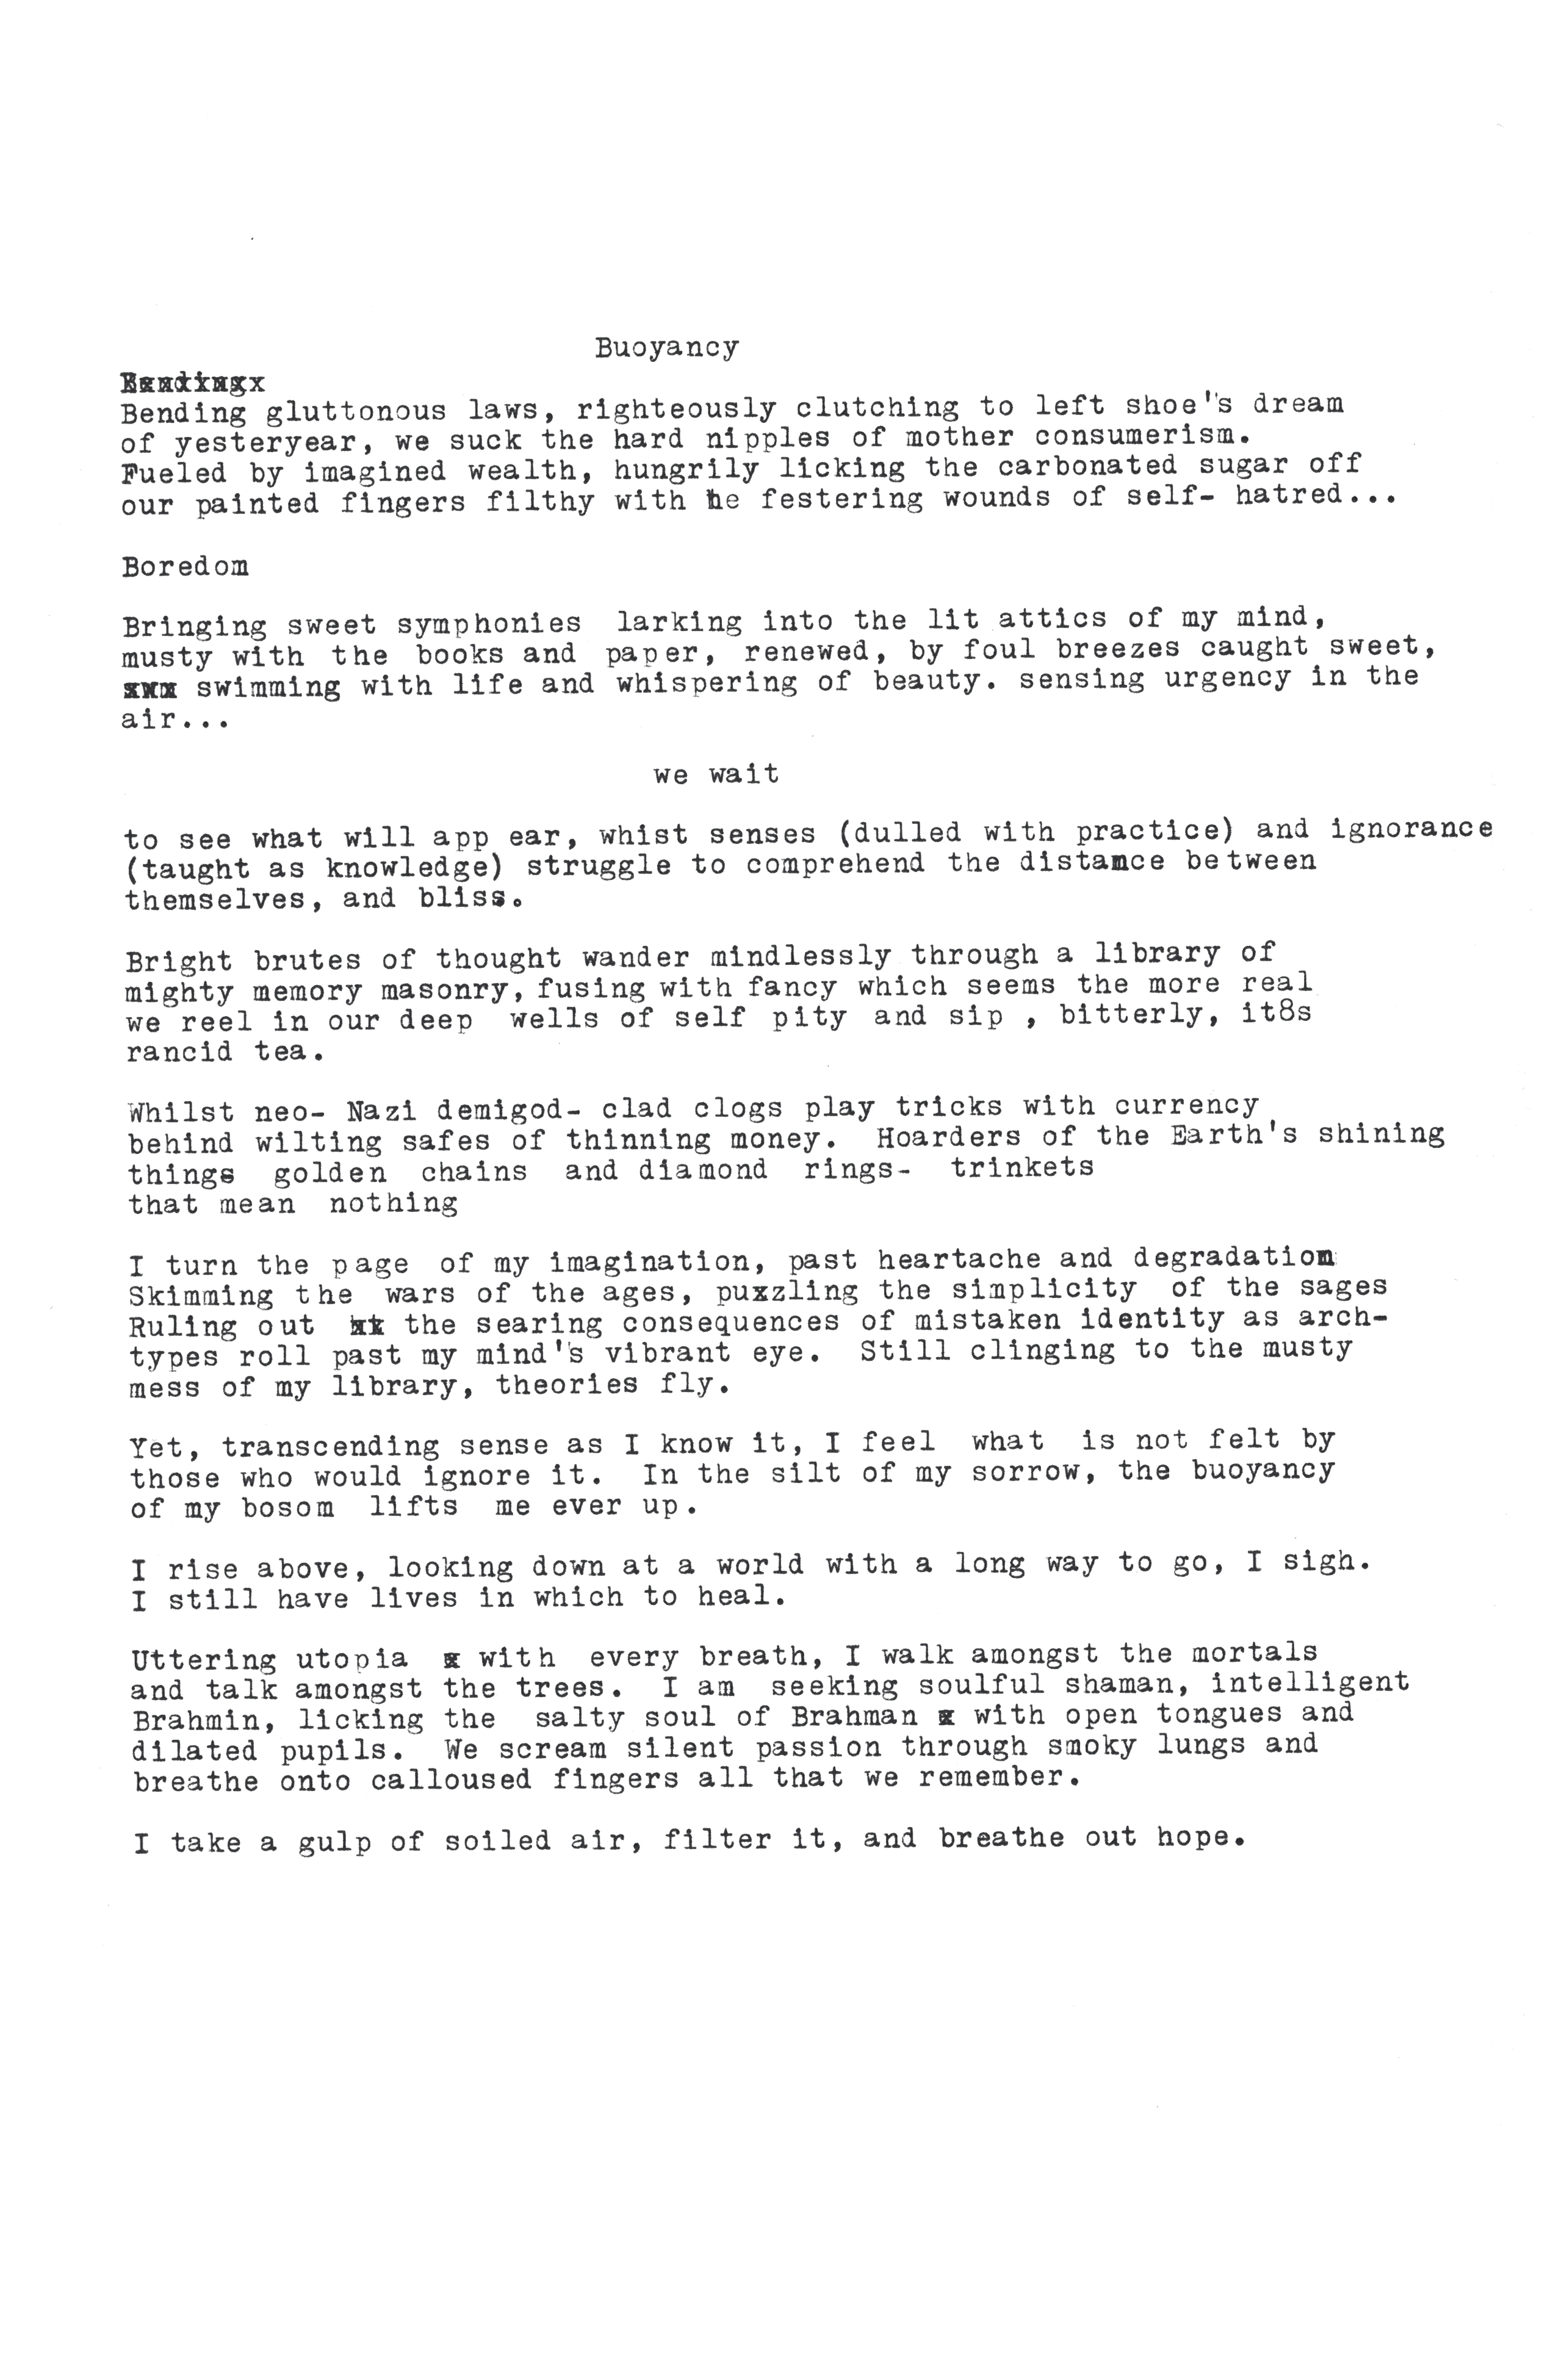 Buoyancy
Bending gluttonous laws, righteously clutching to left shoe's dream
of yesteryear, we suck the hard nipples of mother consumerism.
Fueled by imagined wealth, hungrily licking the carbonated sugar off
our painted fingers filthy with he festering wounds of self- hatred...
Boredom
Bringing sweet symphonies larking into the lit attics of my mind,
musty with the books and paper, renewed, by foul breezes caught sweet,
swimming with life and whispering of beauty. sensing urgency in the
air...
we wait
to see what will app ear, whist senses (dulled with practice) and ignorance
(taught as knowledge) struggle to comprehend the distance between
themselves, and bliss.
Bright brutes of thought wander mindlessly through a library of
mighty memory masonry, fusing with fancy which seems the more real
we reel in our deep wells of self pity and sip , bitterly, it8s
rancid tea.
Whilst neo- Nazi demigod- clad clogs play tricks with currency
behind wilting safes of thinning money. Hoarders of the Earth's shining
things golden chains and diamond rings- trinkets
that mean nothing
I turn the page of my imagination, past heartache and degradation
Skimming the wars of the ages, puxzling the simplicity of the sages
Ruling out the searing consequences of mistaken identity as arch-
types roll past my mind's vibrant eye. Still clinging to the musty
mess of my library, theories fly.
Yet, transcending sense as I know it, I feel what is not felt by
those who would ignore it. In the silt of my sorrow, the buoyancy
of my bosom lifts me ever up.
I rise above, looking down at a world with a long way to go, I sigh.
I still have lives in which to heal.
Uttering utopia x with every breath, I walk amongst the mortals
and talk amongst the trees. I am seeking soulful shaman, intelligent
Brahmin, licking the salty soul of Brahman x with open tongues and
dilated pupils. We scream silent passion through smoky lungs and
breathe onto calloused fingers all that we remember.
I take a gulp of soiled air, filter it, and breathe out hope.